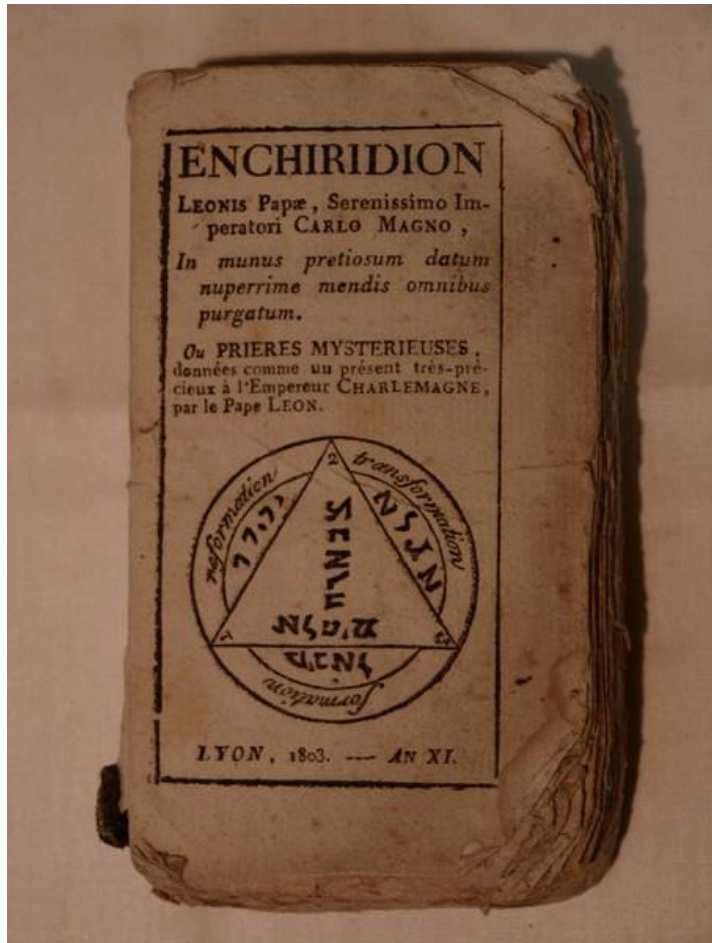 ENCHIRIDION
LEONIS Papæ, Serenissimo Im-
peratori CARLO MAGNO,
In munus pretiosum datum
nuperrime mendis omnibus
purgatum.
Ou PRIERES MYSTERIEUSES,
données comme un présent très-pré-
cieux à l'Empereur CHARLEMAGNE,
par le Pape LEON.
reformation
transformation
formation
LYON, 1803. — AN XI.